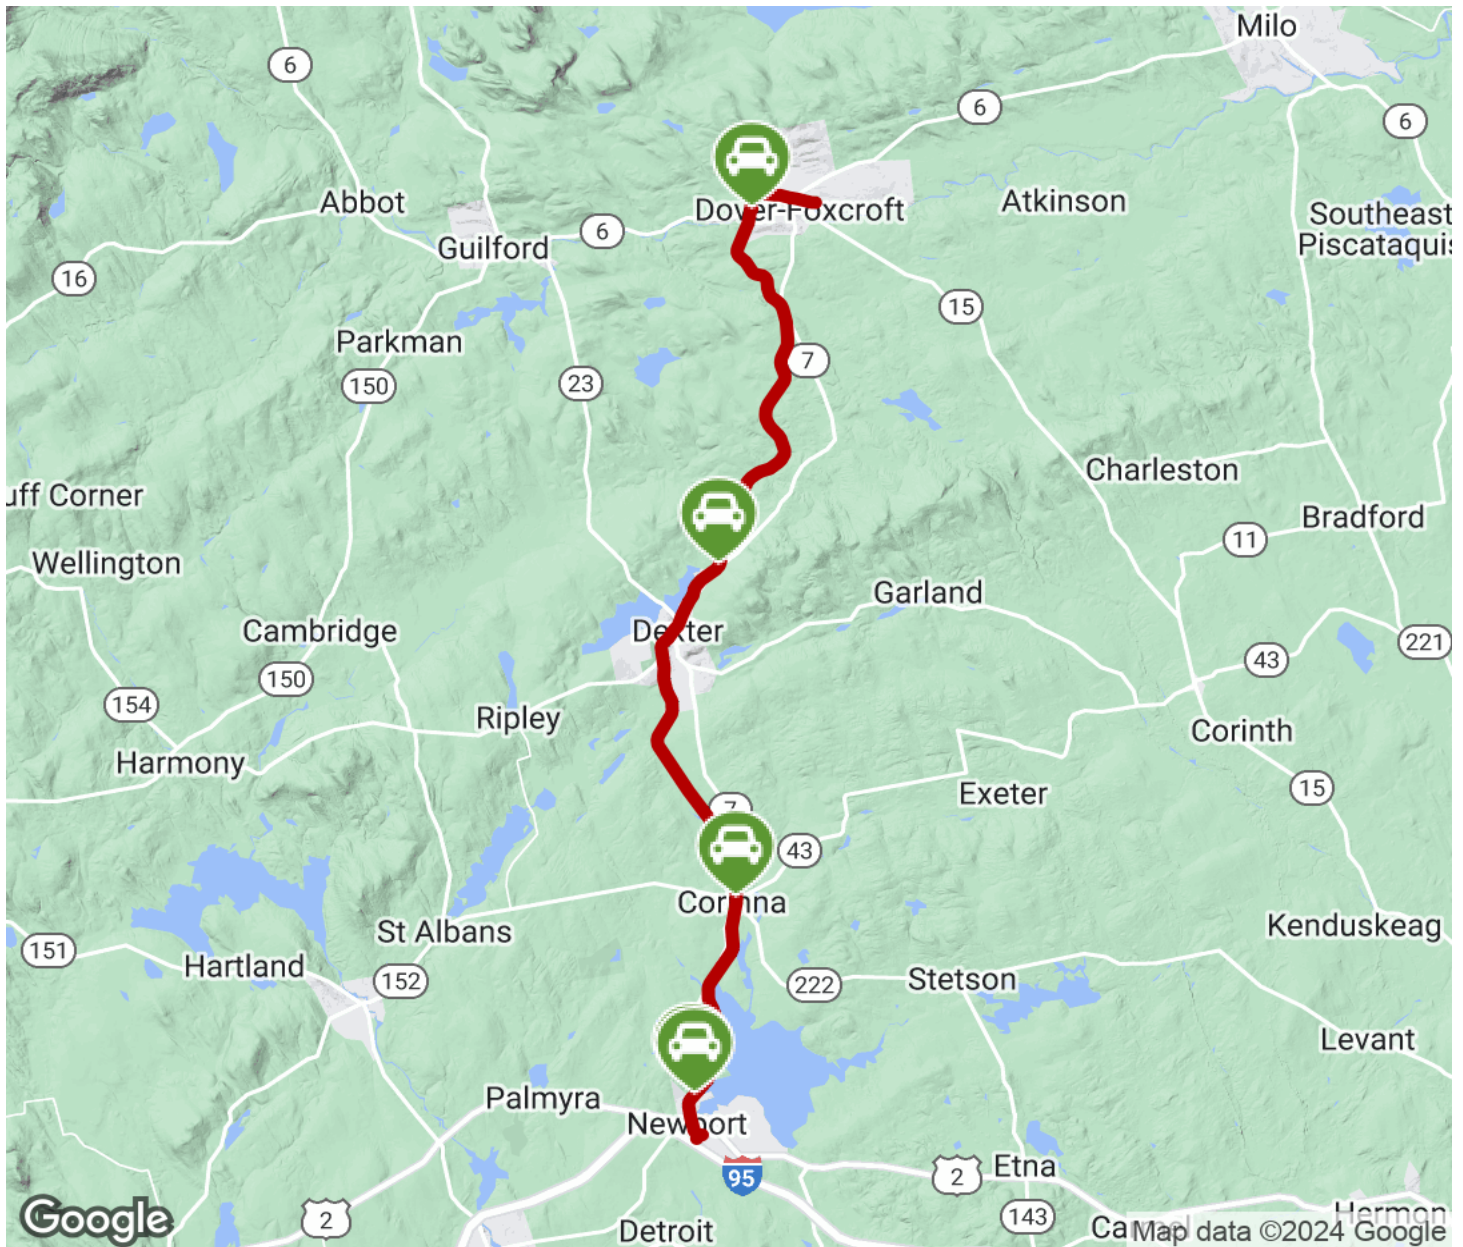 Milo
6
6
6
Abbot
Dover-Foxcroft
Atkinson
Southeast
Piscataquis
Guilford
6
16
15
Parkman
7
150
23
Charleston
uff Corner
Bradford
11
Wellington
Garland
Cambridge
Dexter
221
43
150
154
Ripley
Corinth
Harmony
15
Exeter
7
43
Corinna
Kenduskeag
St Albans
151
Hartland
152
222
Stetson
Levant
Palmyra
Newport
Etna
95
2
2
143
Hermon
Google
Detroit
Map data ©2024 Google